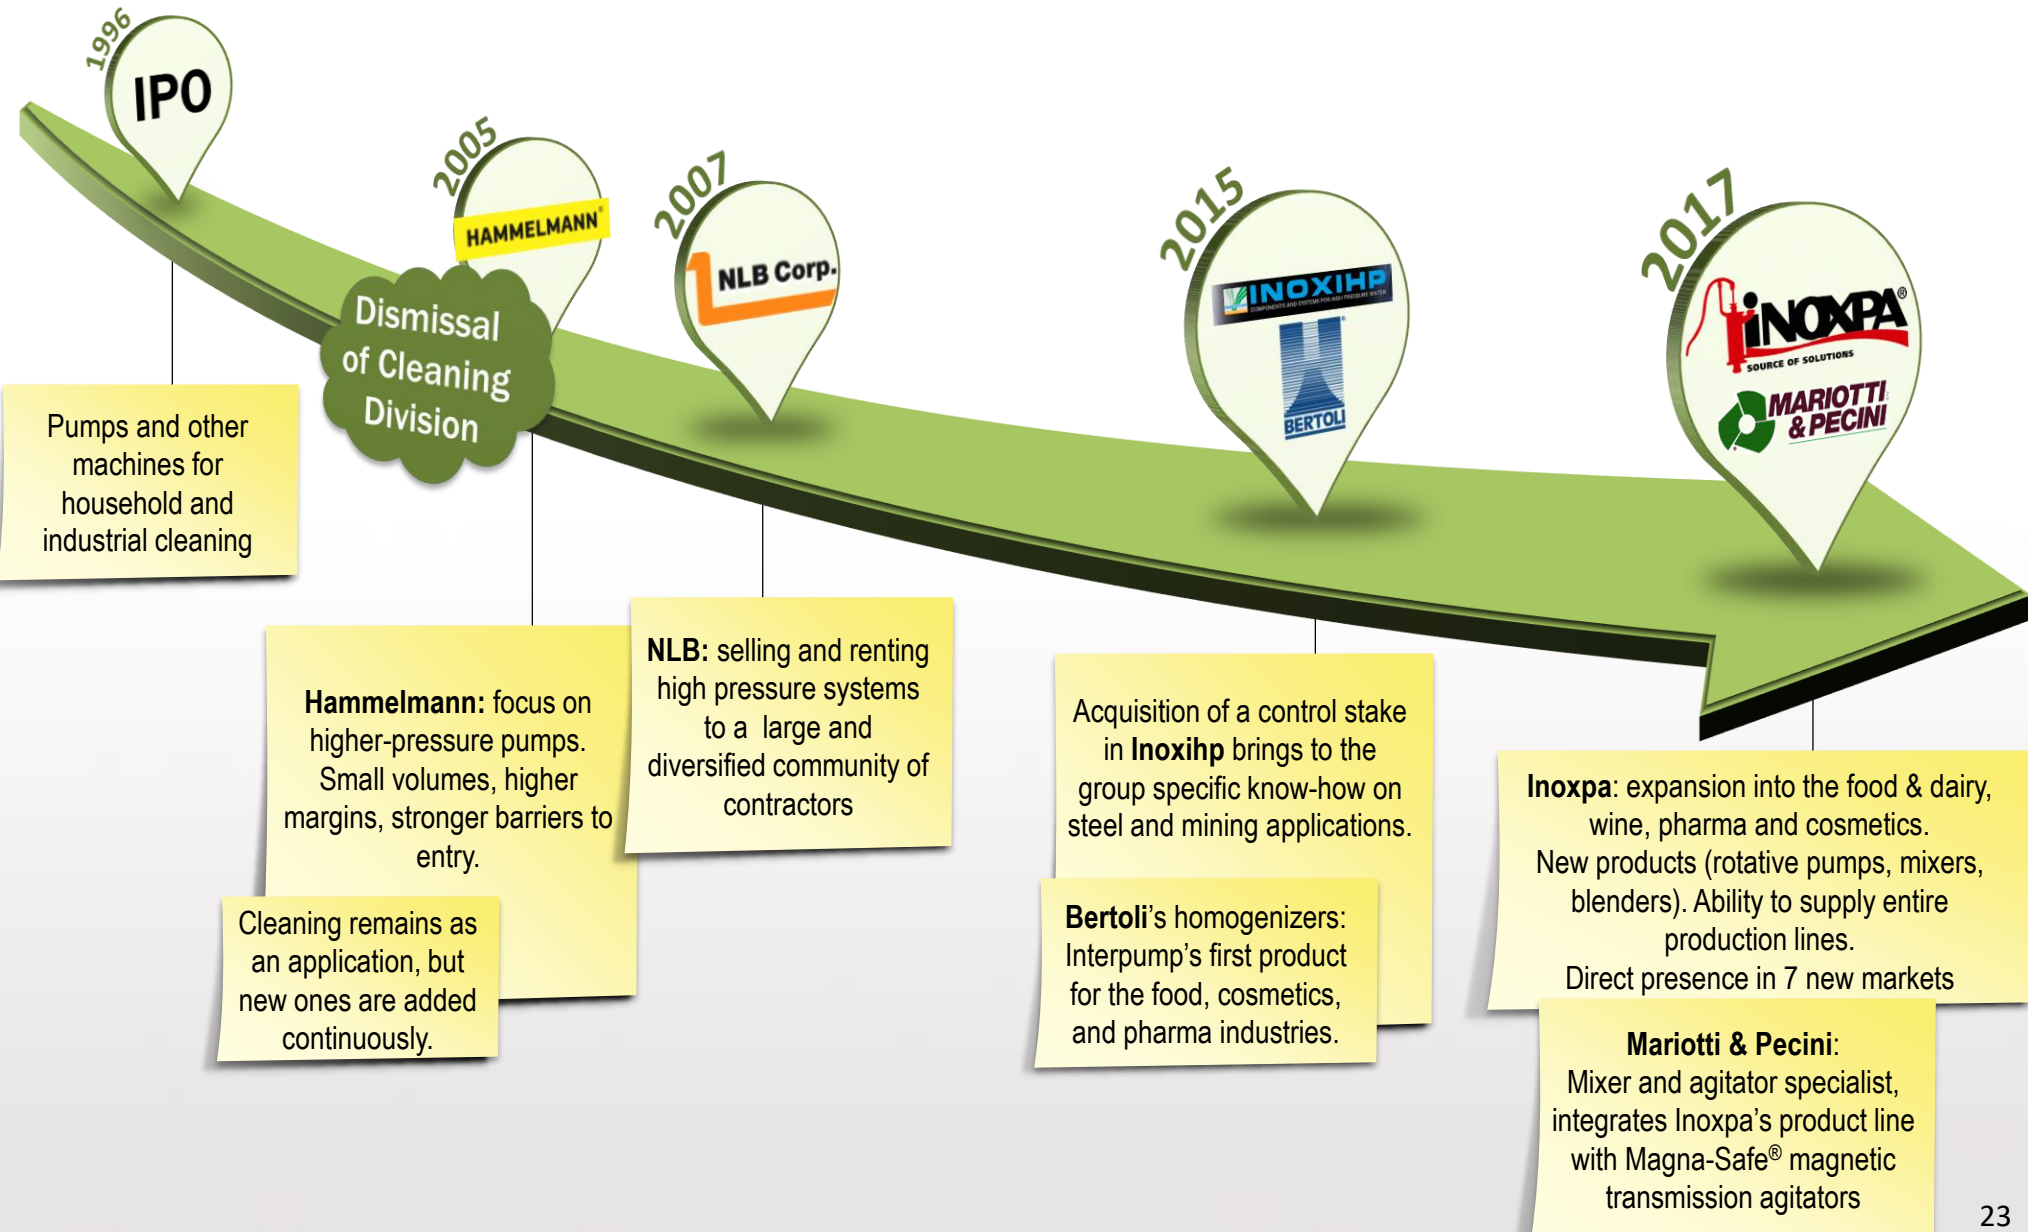 1996
IPO
Pumps and other
machines for
household and
industrial cleaning
2005
HAMMELMANN®
Dismissal
of Cleaning
Division
Hammelmann: focus on
higher-pressure pumps.
Small volumes, higher
margins, stronger barriers to
entry.
Cleaning remains as
an application, but
new ones are added
continuously.
2007
NLB Corp.
NLB: selling and renting
high pressure systems
to a large and
diversified community of
contractors
2015
INOXIHP
COMPONENTS AND SYSTEMS FOR HIGH PRESSURE WATER
®
BERTOLI
Acquisition of a control stake
in Inoxihp brings to the
group specific know-how on
steel and mining applications.
Bertoli's homogenizers:
Interpump's first product
for the food, cosmetics,
and pharma industries.
2017
iNOXPA®
SOURCE OF SOLUTIONS
MARIOTTI
& PECINI
Inoxpa: expansion into the food & dairy,
wine, pharma and cosmetics.
New products (rotative pumps, mixers,
blenders). Ability to supply entire
production lines.
Direct presence in 7 new markets
Mariotti & Pecini:
Mixer and agitator specialist,
integrates Inoxpa's product line
with Magna-Safe® magnetic
transmission agitators
23